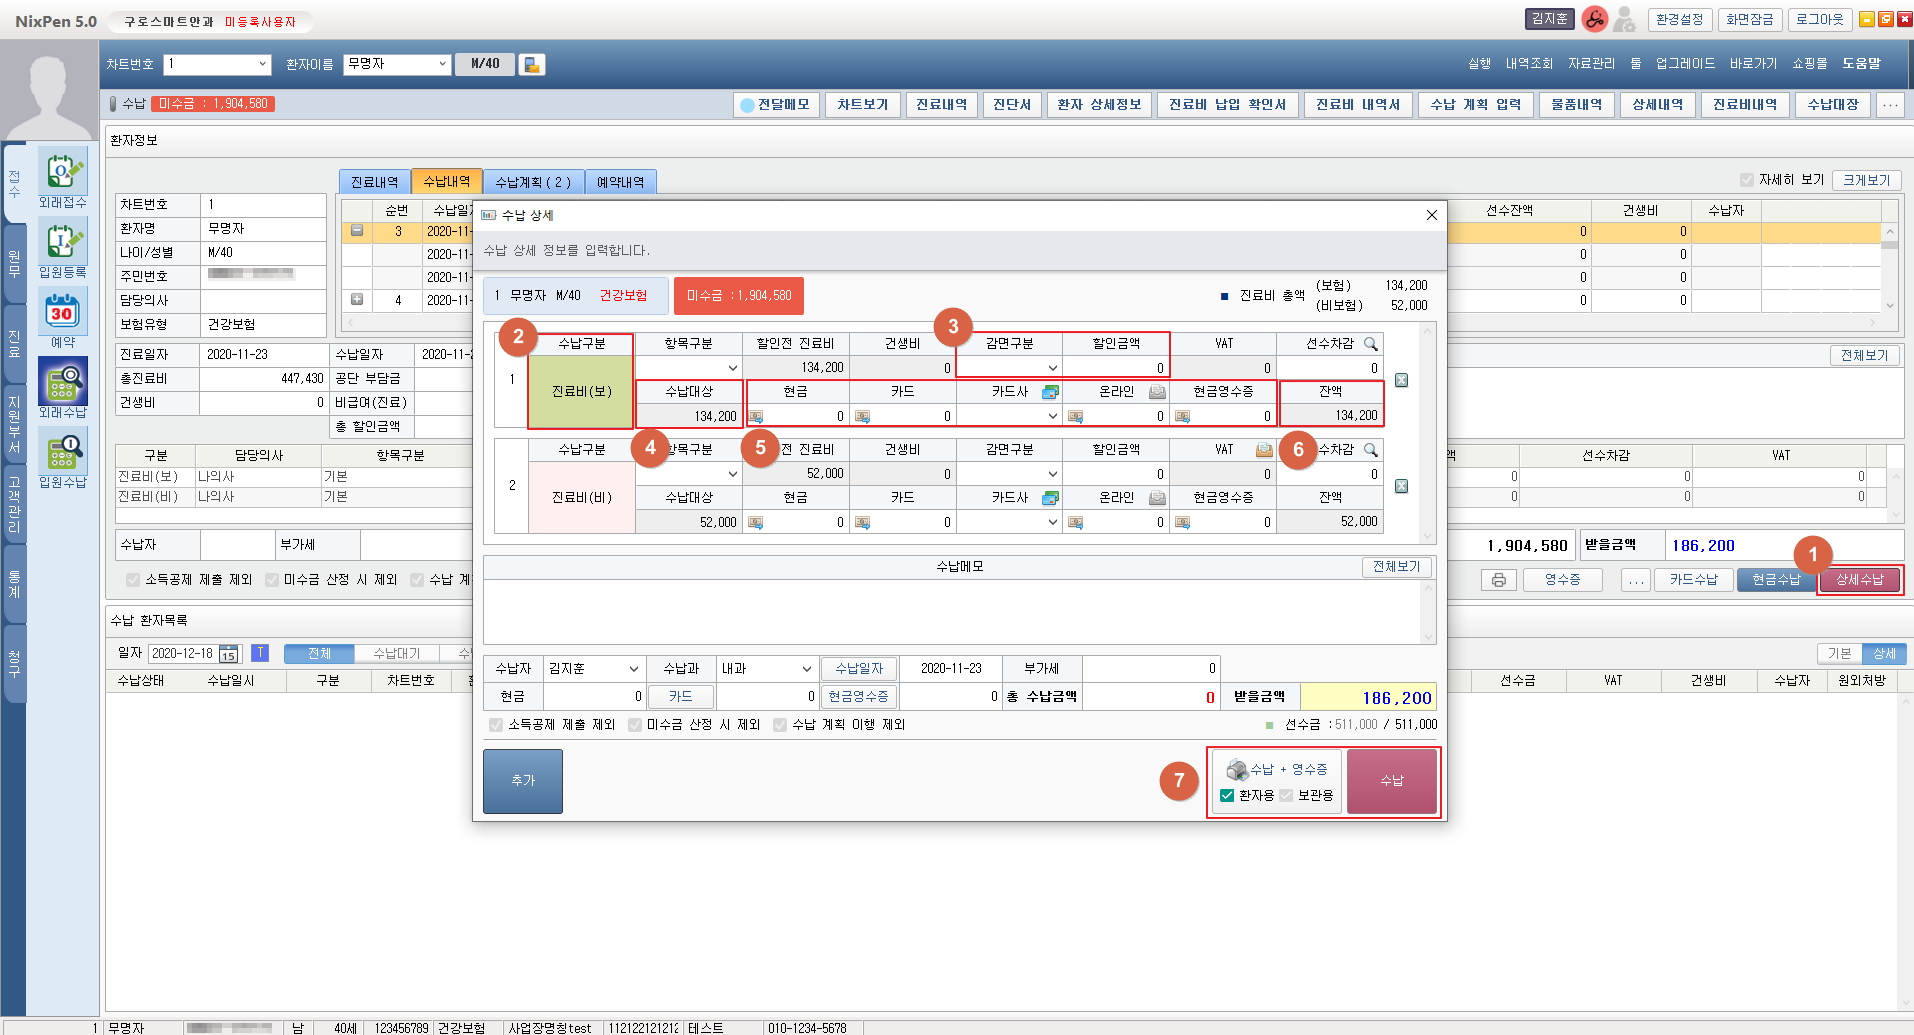 NixPen 5.0 구로스마트안과 미등록사용자 김지훈 환경설정 화면잠금 로그아웃
차트번호 1 환자이름 무명자 M/40 실행 내역조회 자료관리 툴 업그레이드 바로가기 쇼핑몰 도움말
수납 미수금 : 1,904,580 전달메모 차트보기 진료내역 진단서 환자 상세정보 진료비 납입 확인서 진료비 내역서 수납 계획 입력 물품내역 상세내역 진료비내역 수납대장 ...
접수
원무
진료
지원부서
고객관리
통계
청구
외래접수
입원등록
30
예약
외래수납
입원수납
환자정보
진료내역 수납내역 수납계획 ( 2 ) 예약내역 자세히 보기 크게보기
차트번호 1
환자명 무명자
나이/성별 M/40
주민번호
담당의사
보험유형 건강보험
순번 수납일 선수잔액 건생비 수납자
3 2020-11- 0 0
2020-11- 0 0
2020-11- 0 0
4 2020-11- 0 0
진료일자 2020-11-23 수납일자 2020-11-2
총진료비 447,430 공단 부담금
건생비 0 비급여(진료)
총 할인금액
전체보기
구분 담당의사 항목구분 액 선수차감 VAT
진료비(보) 나의사 기본 0 0 0
진료비(비) 나의사 기본 0 0 0
수납자 부가세 1,904,580 받을금액 186,200
소득공제 제출 제외 미수금 산정 시 제외 수납 계
영수증 ... 카드수납 현금수납 상세수납
1
수납 환자목록
일자 2020-12-18 15 T 전체 수납대기 수 기본 상세
수납상태 수납일시 구분 차트번호 선수금 VAT 건생비 수납자 원외처방
수납 상세
수납 상세 정보를 입력합니다.
1 무명자 M/40 건강보험 미수금 :1,904,580 진료비 총액 (보험) 134,200
(비보험) 52,000
2
3
수납구분 항목구분 할인전 진료비 건생비 감면구분 할인금액 VAT 선수차감
134,200 0 0 0
1 진료비(보) 수납대상 현금 카드 카드사 온라인 현금영수증 잔액
134,200 0 0 0 0 134,200
4
5
6
수납구분 항목구분 전 진료비 건생비 감면구분 할인금액 VAT 수차감
52,000 0 0 0
2 진료비(비) 수납대상 현금 카드 카드사 온라인 현금영수증 잔액
52,000 0 0 0 0 52,000
수납메모 전체보기
수납자 김지훈 수납과 내과 수납일자 2020-11-23 부가세 0
현금 0 카드 0 현금영수증 0 총 수납금액 0 받을금액 186,200
소득공제 제출 제외 미수금 산정 시 제외 수납 계획 이행 제외 선수금 :511,000 / 511,000
추가
7
수납 + 영수증
환자용 보관용
수납
1 무명자 남 40세 123456789 건강보험 사업장명칭test 112122121212 테스트 010-1234-5678